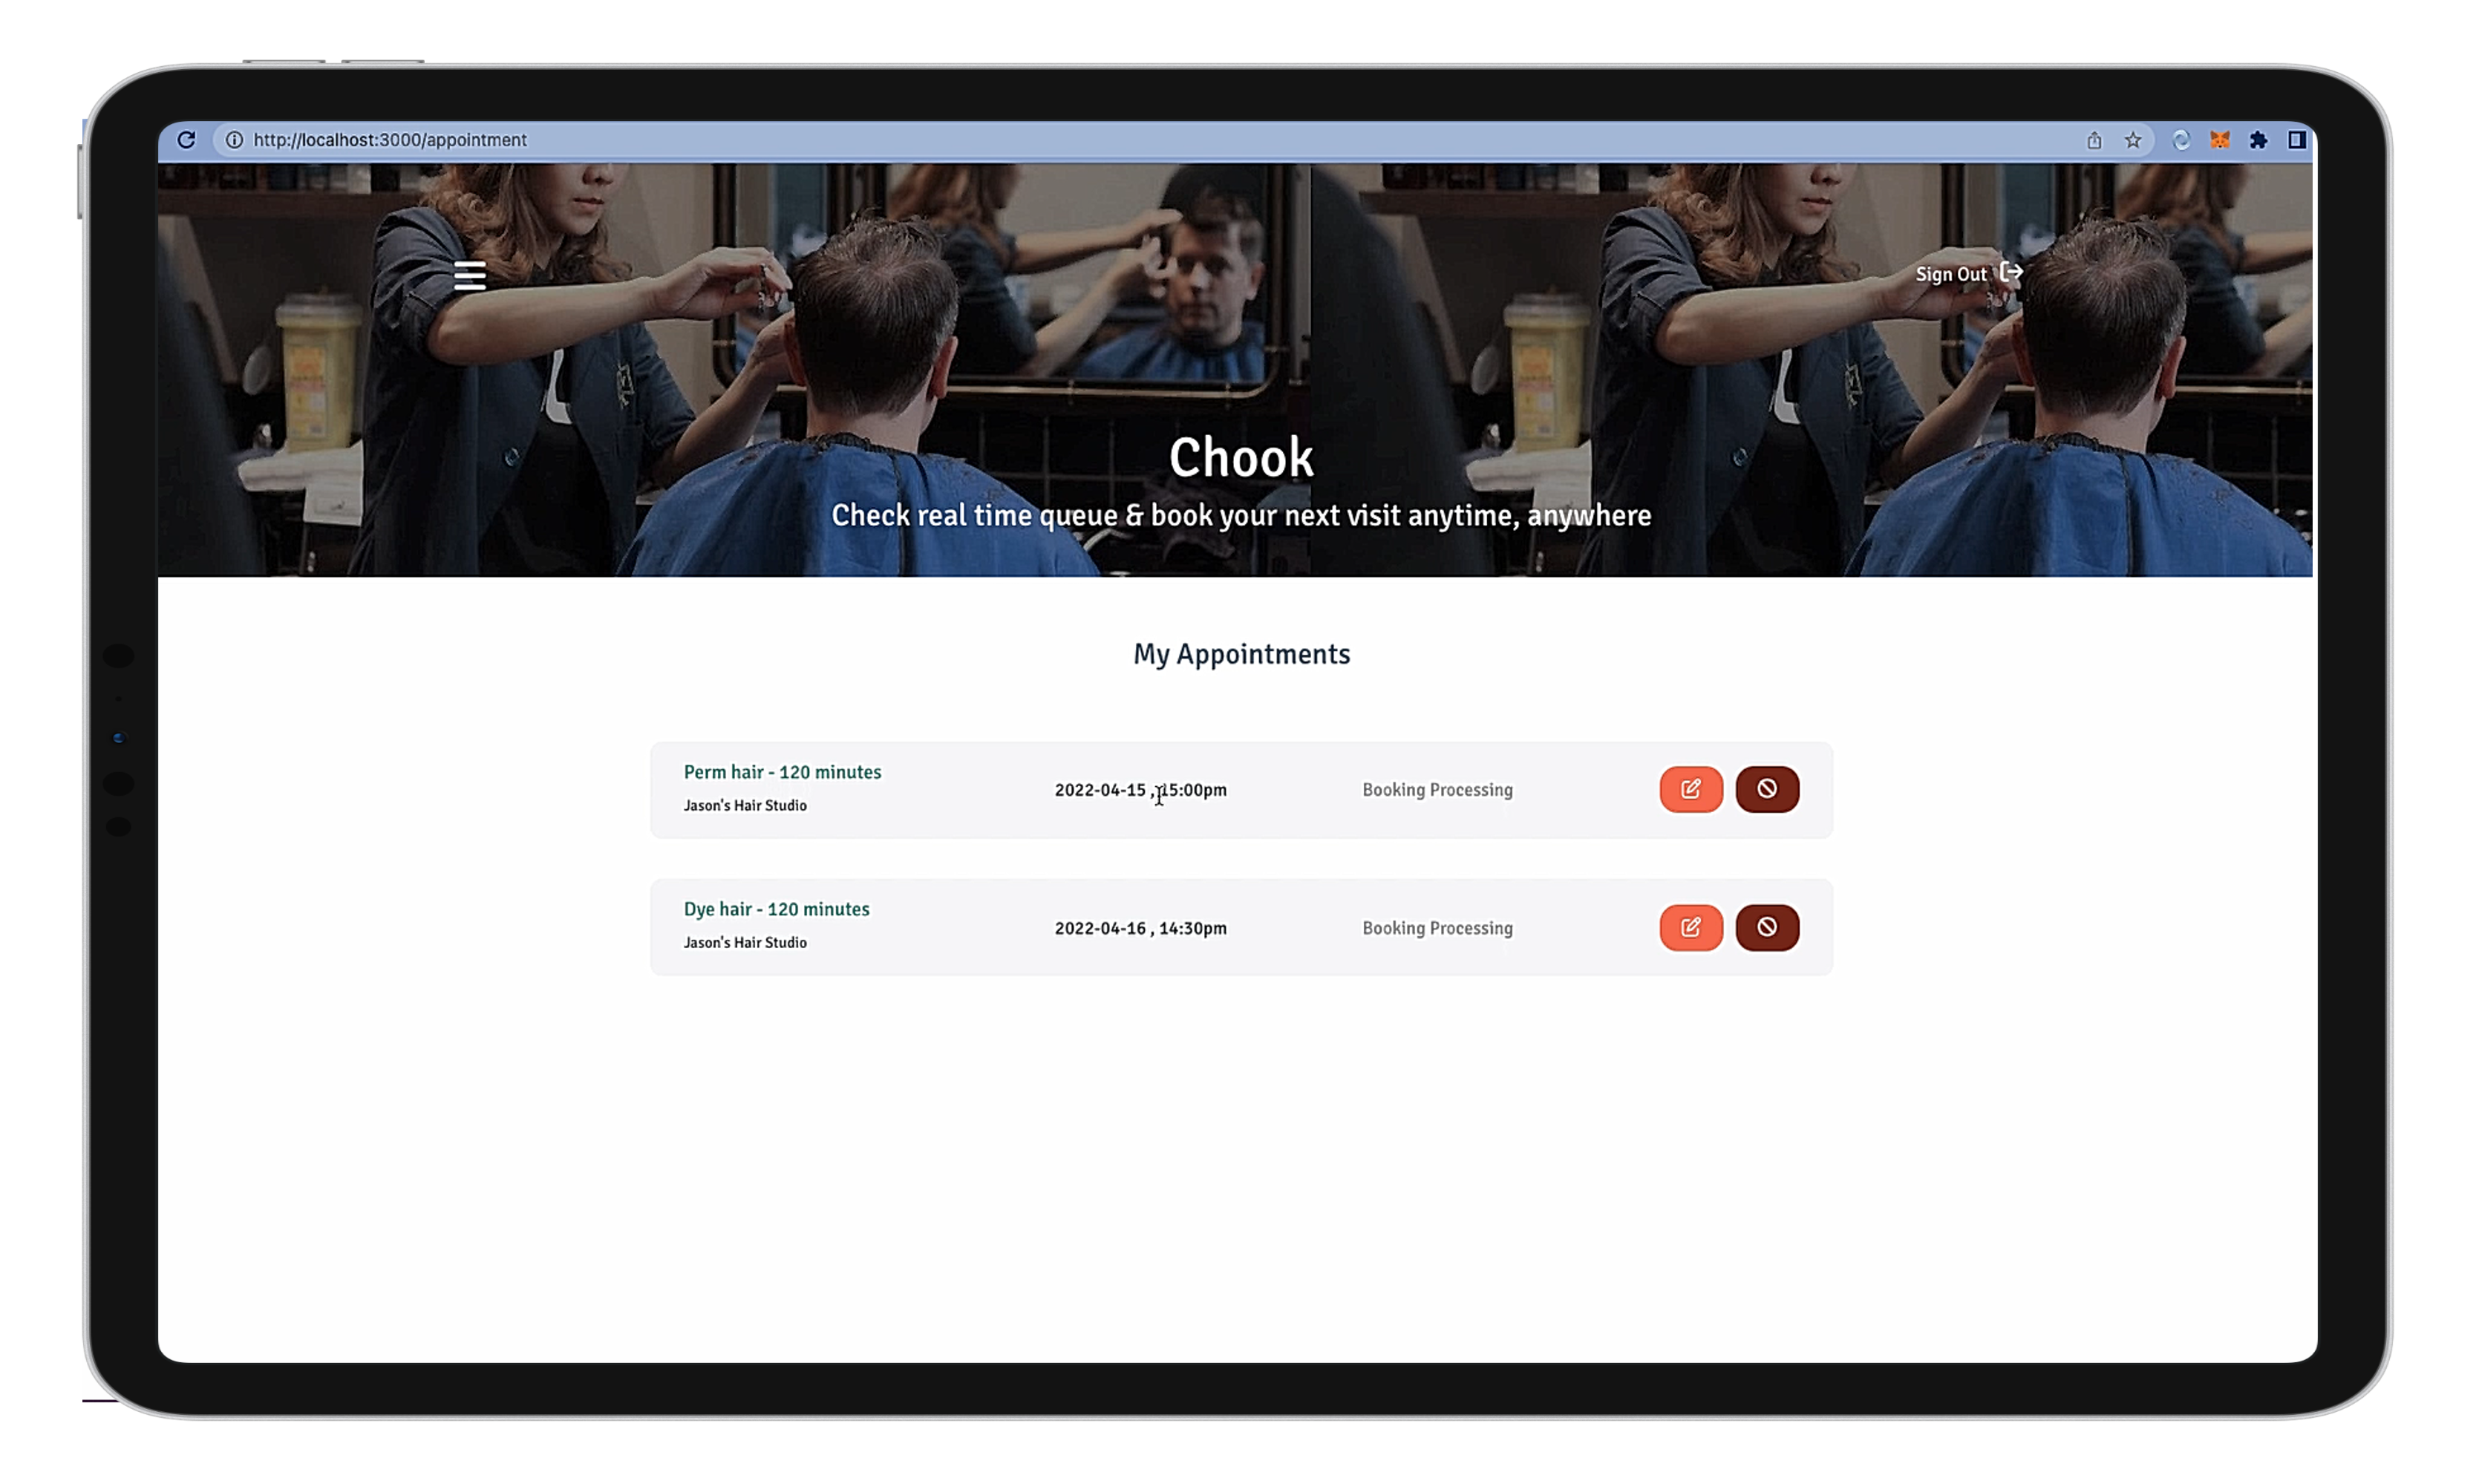 http://localhost:3000/appointment
Sign Out
Chook
Check real time queue & book your next visit anytime, anywhere
My Appointments
Perm hair - 120 minutes
Jason's Hair Studio
2022-04-15 , 15:00pm
Booking Processing
Dye hair - 120 minutes
Jason's Hair Studio
2022-04-16 , 14:30pm
Booking Processing